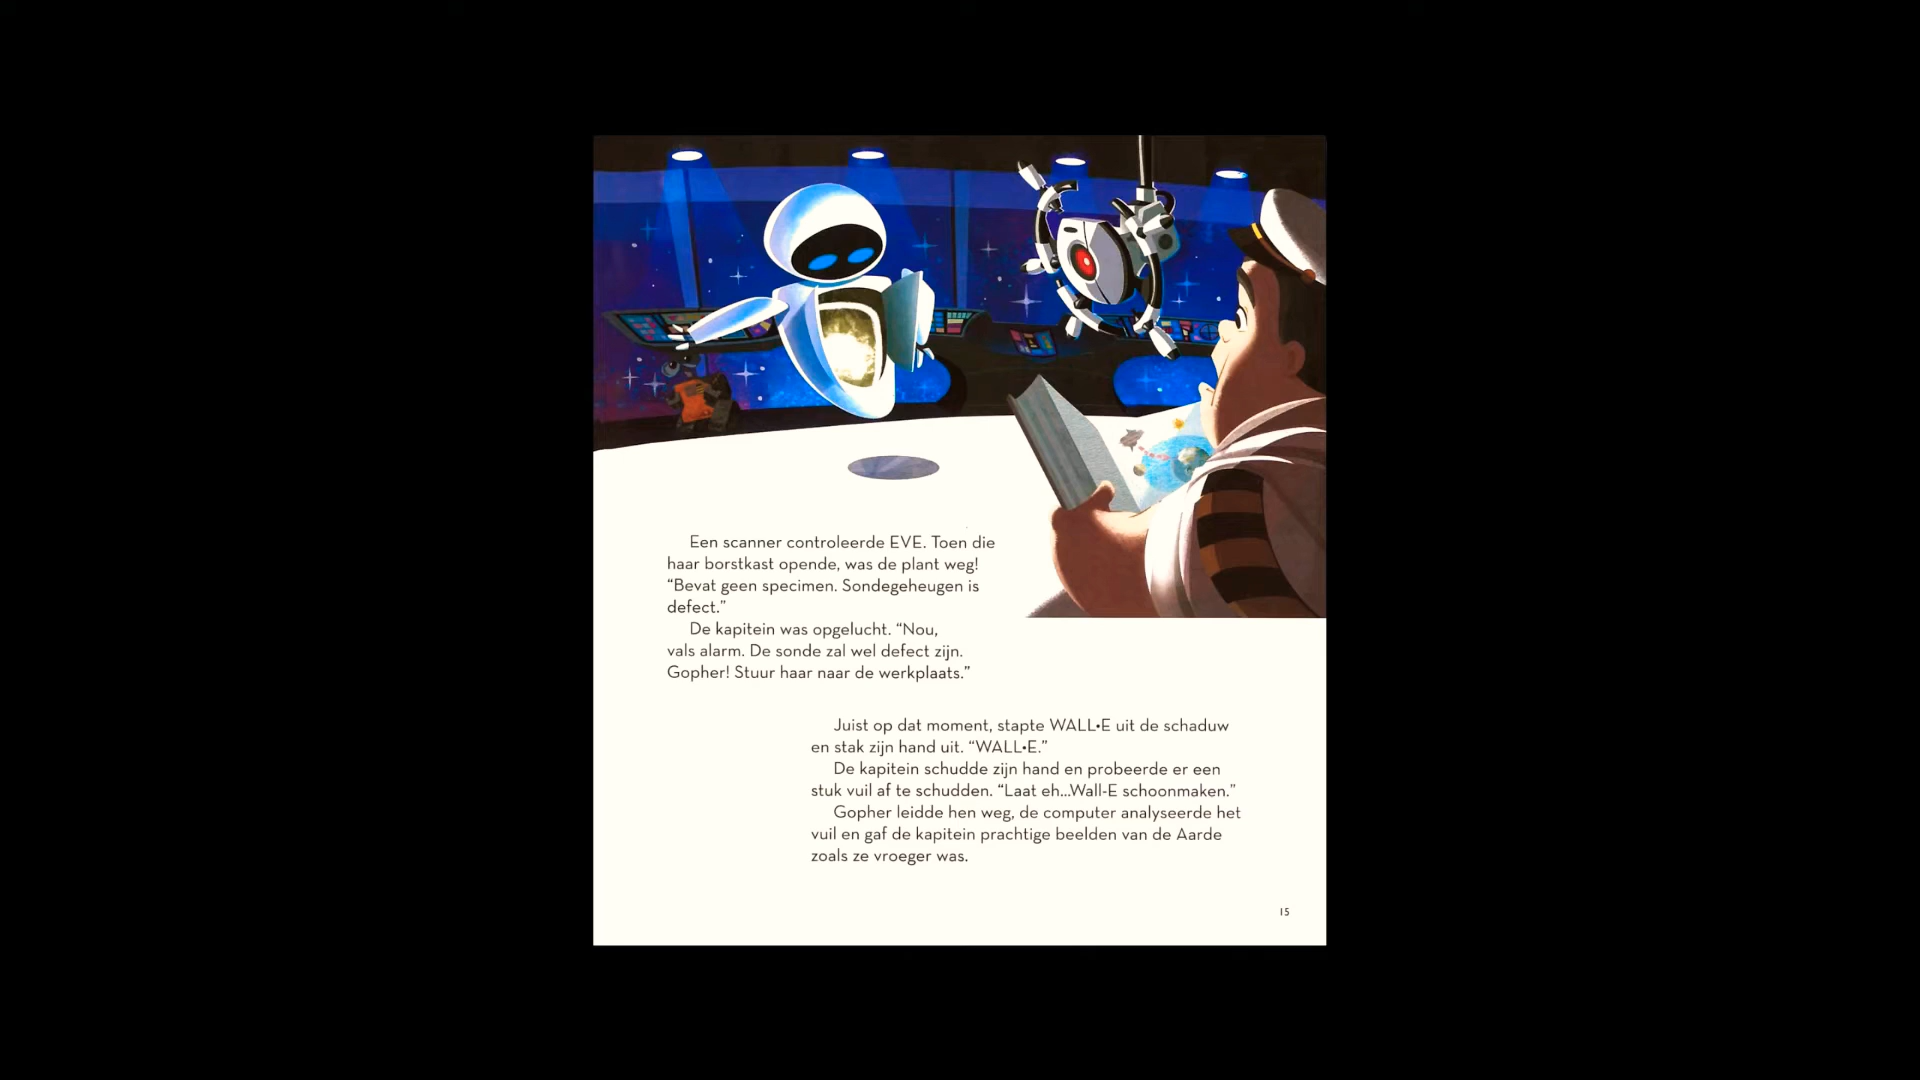 Een scanner controleerde EVE. Toen die
haar borstkast opende, was de plant weg!
“Bevat geen specimen. Sondegeheugen is
defect.”
De kapitein was opgelucht. “Nou,
vals alarm. De sonde zal wel defect zijn.
Gopher! Stuur haar naar de werkplaats.”
Juist op dat moment, stapte WALL•E uit de schaduw
en stak zijn hand uit. “WALL•E.”
De kapitein schudde zijn hand en probeerde er een
stuk vuil af te schudden. “Laat eh...Wall-E schoonmaken.”
Gopher leidde hen weg, de computer analyseerde het
vuil en gaf de kapitein prachtige beelden van de Aarde
zoals ze vroeger was.
15